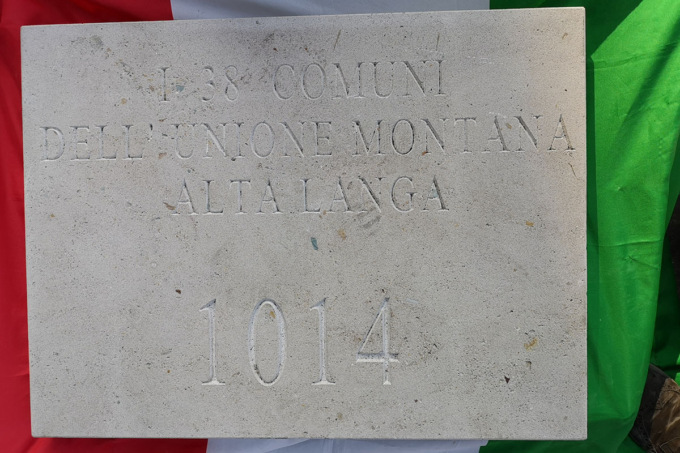 I 38 COMUNI
DELL'UNIONE MONTANA
ALTA LANGA
1014